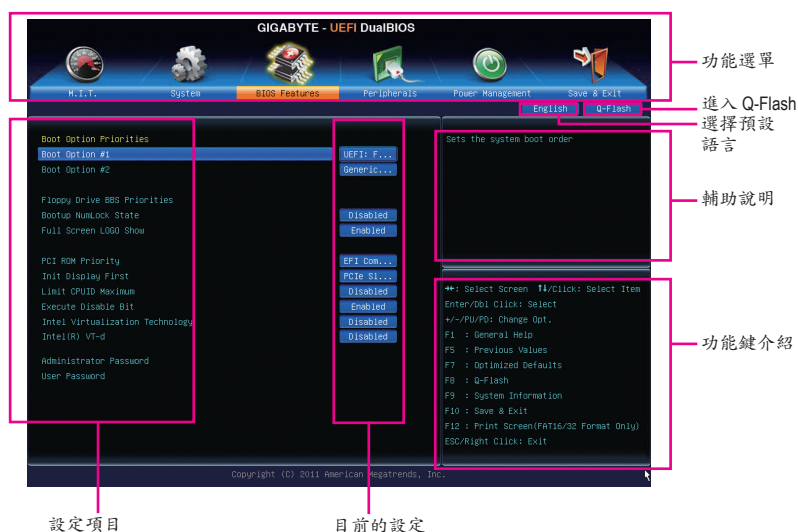 GIGABYTE - UEFI DualBIOS
M.I.T. System BIOS Features Peripherals Power Management Save & Exit
功能選單
English Q-Flash
進入 Q-Flash
選擇預設
語言
Boot Option Priorities
Boot Option #1 UEFI: F...
Boot Option #2 Generic...
Floppy Drive BBS Priorities
Bootup NumLock State Disabled
Full Screen LOGO Show Enabled
PCI ROM Priority EFI Com...
Init Display First PCIe Sl...
Limit CPUID Maximum Disabled
Execute Disable Bit Enabled
Intel Virtualization Technology Disabled
Intel(R) VT-d Disabled
Administrator Password
User Password
Sets the system boot order
輔助說明
→←: Select Screen ↑↓/Click: Select Item
Enter/Dbl Click: Select
+/-/PU/PD: Change Opt.
F1 : General Help
F5 : Previous Values
F7 : Optimized Defaults
F8 : Q-Flash
F9 : System Information
F10 : Save & Exit
F12 : Print Screen(FAT16/32 Format Only)
ESC/Right Click: Exit
功能鍵介紹
Copyright (C) 2011 American Megatrends, Inc.
設定項目
目前的設定